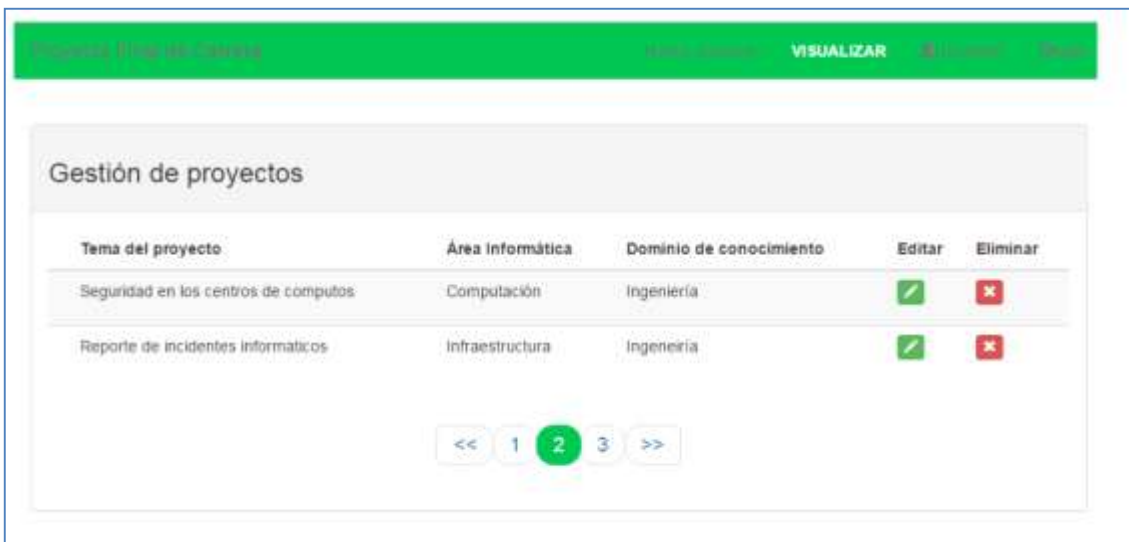 VISUALIZAR
Gestión de proyectos
Tema del proyecto Área Informática Dominio de conocimiento Editar Eliminar
Seguridad en los centros de computos Computación Ingeniería
Reporte de incidentes informaticos Infraestructura Ingeneiría
<< 1 2 3 >>